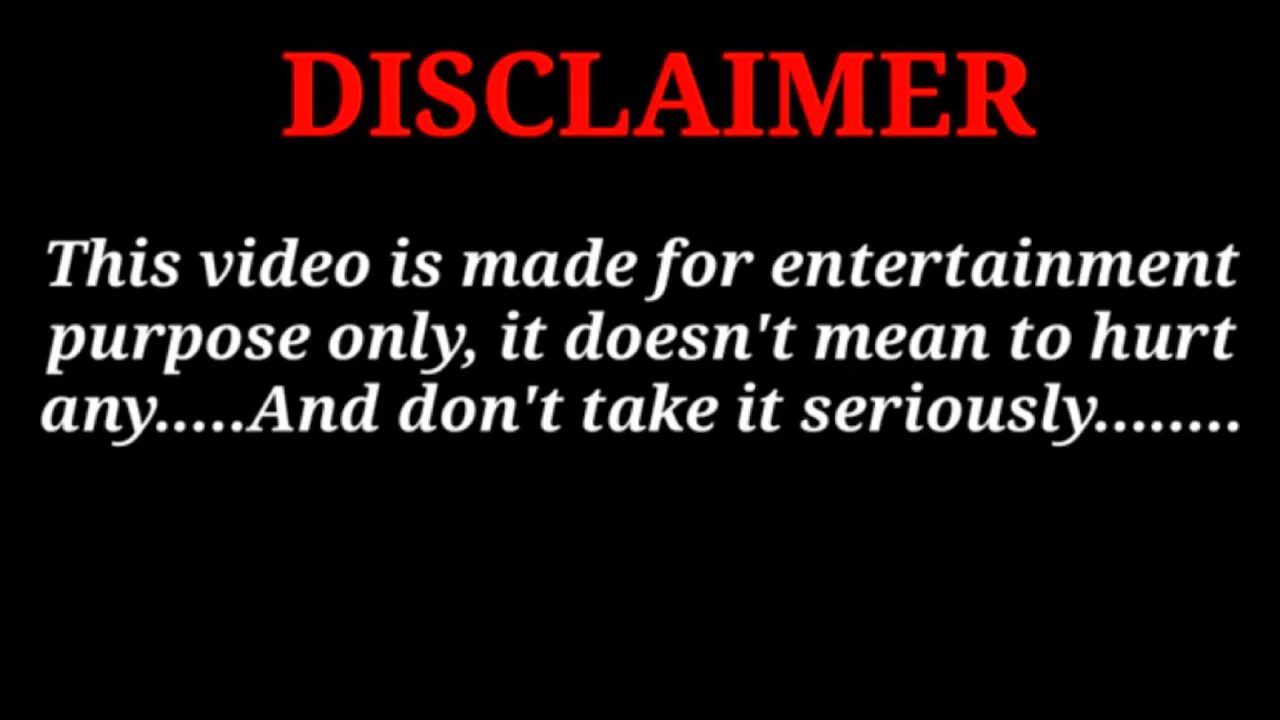 DISCLAIMER
This video is made for entertainment
purpose only, it doesn't mean to hurt
any.....And don't take it seriously........